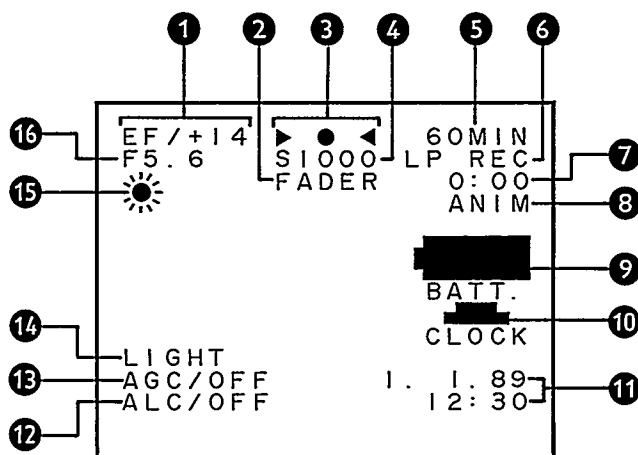 1 2 3 4 5 6
EF/+14 ▶ ● ◀ 60MIN
16 F5.6 S1000 LP REC
7
FADER 0:00
15 ANIM 8
9
BATT.
10
CLOCK
14 LIGHT
13 AGC/OFF 1. 1.89
11
12 ALC/OFF 12:30